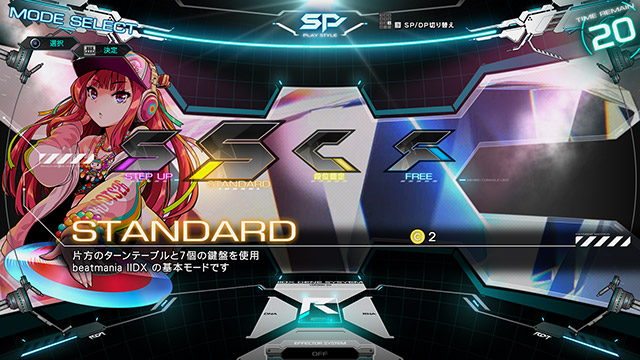 MODE SELECT
SP
PLAY STYLE
SP/DP切り替え
TIME REMAIN
20
選択
決定
STEP UP
STANDARD
段位認定
FREE
STANDARD
2
片方のターンテーブルと7個の鍵盤を使用
beatmania IIDX の基本モードです
R
DNA
RNA
EFFECTOR SYSTEM
OFF